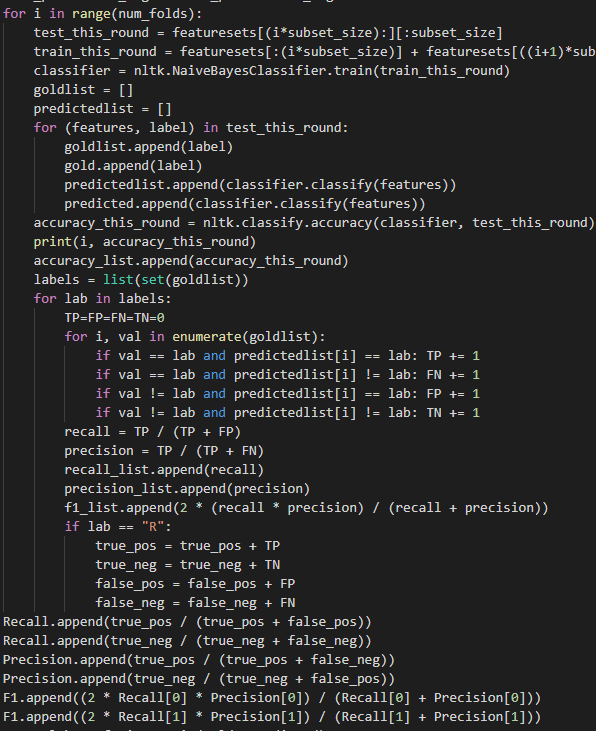 for i in range(num_folds):
    test_this_round = featuresets[(i*subset_size):][:subset_size]
    train_this_round = featuresets[:(i*subset_size)] + featuresets[((i+1)*sub
    classifier = nltk.NaiveBayesClassifier.train(train_this_round)
    goldlist = []
    predictedlist = []
    for (features, label) in test_this_round:
        goldlist.append(label)
        gold.append(label)
        predictedlist.append(classifier.classify(features))
        predicted.append(classifier.classify(features))
    accuracy_this_round = nltk.classify.accuracy(classifier, test_this_round)
    print(i, accuracy_this_round)
    accuracy_list.append(accuracy_this_round)
    labels = list(set(goldlist))
    for lab in labels:
        TP=FP=FN=TN=0
        for i, val in enumerate(goldlist):
            if val == lab and predictedlist[i] == lab: TP += 1
            if val == lab and predictedlist[i] != lab: FN += 1
            if val != lab and predictedlist[i] == lab: FP += 1
            if val != lab and predictedlist[i] != lab: TN += 1
        recall = TP / (TP + FP)
        precision = TP / (TP + FN)
        recall_list.append(recall)
        precision_list.append(precision)
        f1_list.append(2 * (recall * precision) / (recall + precision))
        if lab == "R":
            true_pos = true_pos + TP
            true_neg = true_neg + TN
            false_pos = false_pos + FP
            false_neg = false_neg + FN
Recall.append(true_pos / (true_pos + false_pos))
Recall.append(true_neg / (true_neg + false_neg))
Precision.append(true_pos / (true_pos + false_neg))
Precision.append(true_neg / (true_neg + false_pos))
F1.append((2 * Recall[0] * Precision[0]) / (Recall[0] + Precision[0]))
F1.append((2 * Recall[1] * Precision[1]) / (Recall[1] + Precision[1]))